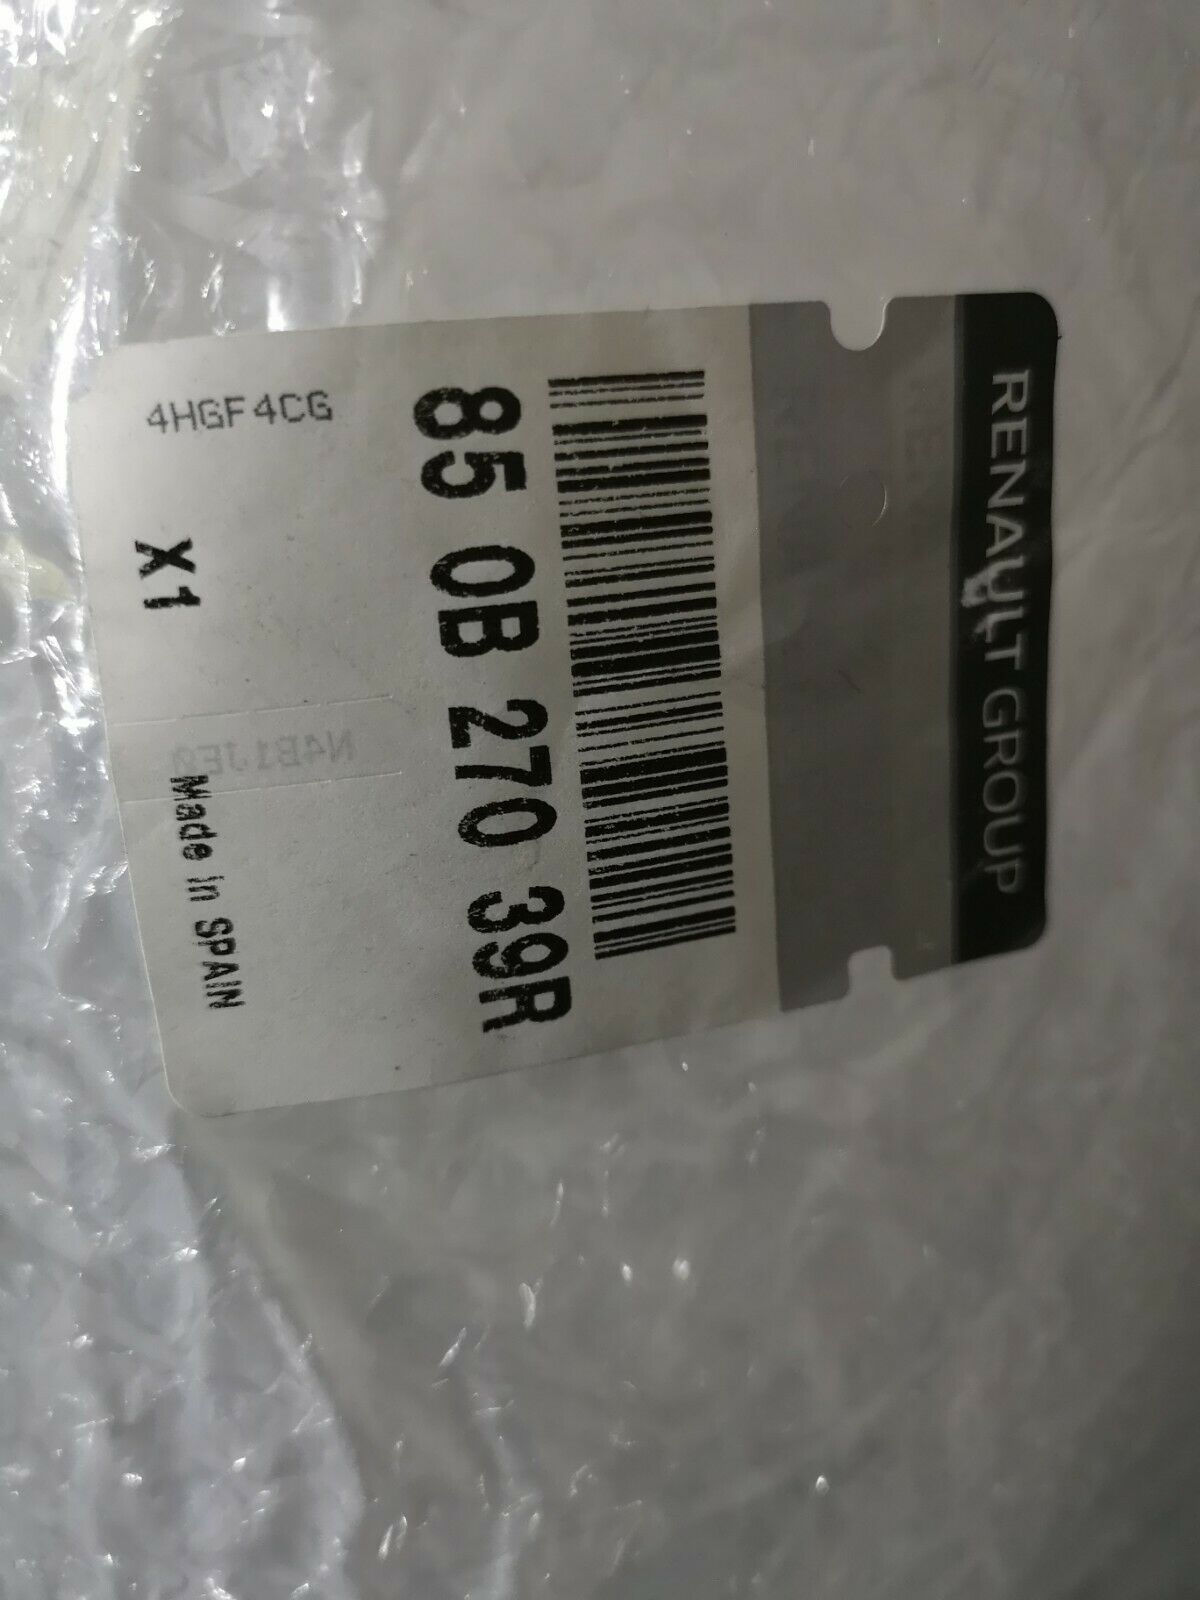 RENAULT GROUP
85 0B 270 39R
4HGF4CG
X1
Made in SPAIN